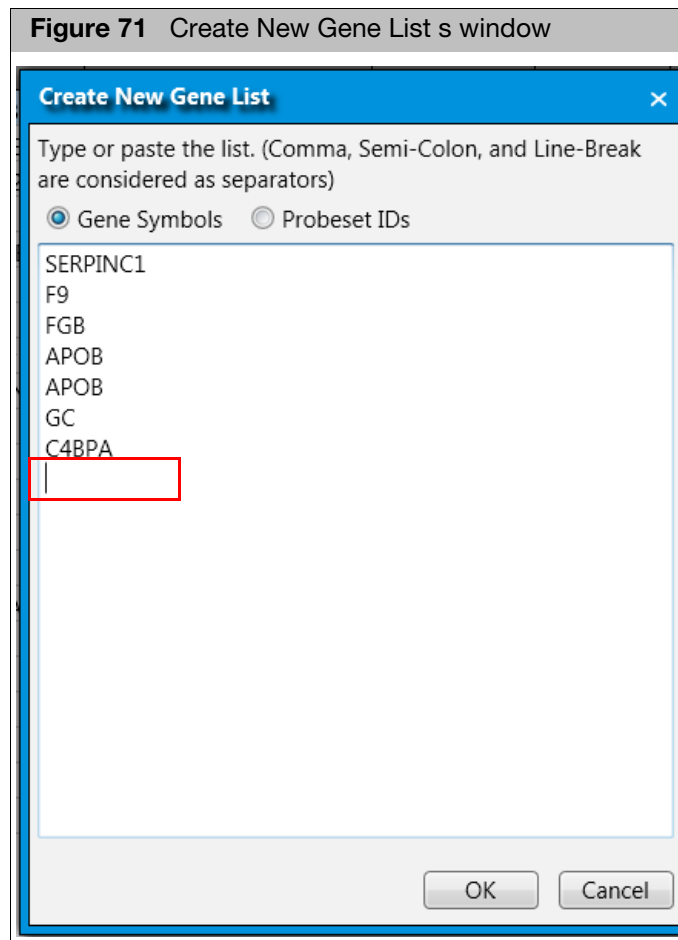 Figure 71 Create New Gene List s window
Create New Gene List
Type or paste the list. (Comma, Semi-Colon, and Line-Break
are considered as separators)
Gene Symbols Probeset IDs
SERPINC1
F9
FGB
APOB
APOB
GC
C4BPA
OK Cancel